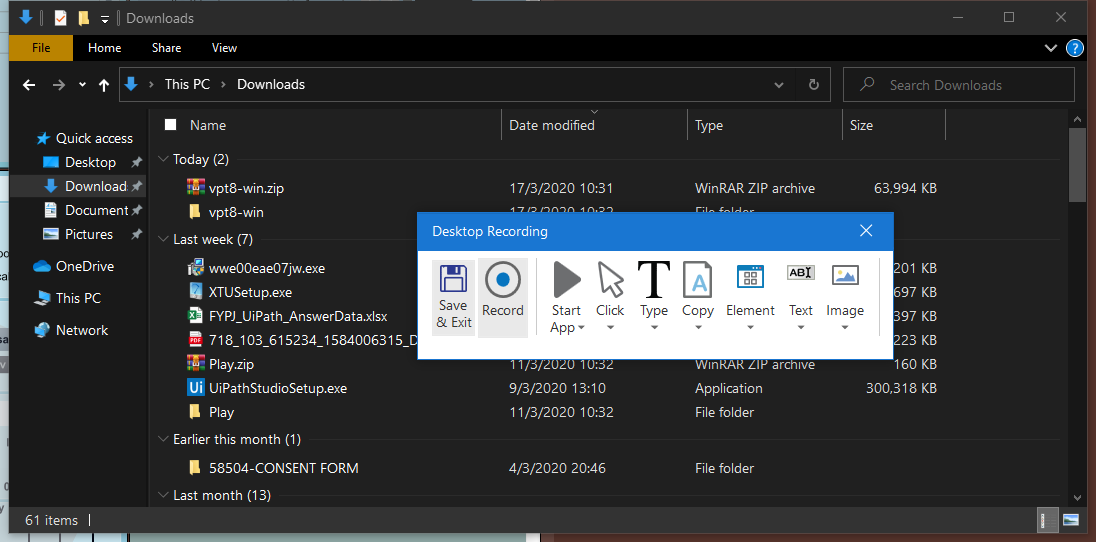 Downloads
File Home Share View
This PC Downloads Search Downloads
Name Date modified Type Size
Quick access
Desktop
Download
Document
Pictures
OneDrive
This PC
Network
Today (2)
vpt8-win.zip 17/3/2020 10:31 WinRAR ZIP archive 63,994 KB
vpt8-win 17/3/2020 10:32 File folder
Last week (7)
wwe00eae07jw.exe 201 KB
XTUSetup.exe 697 KB
FYPJ_UiPath_AnswerData.xlsx 397 KB
718_103_615234_1584006315_D 223 KB
Play.zip 11/3/2020 10:32 WinRAR ZIP archive 160 KB
UiPathStudioSetup.exe 9/3/2020 13:10 Application 300,318 KB
Play 11/3/2020 10:32 File folder
Earlier this month (1)
58504-CONSENT FORM 4/3/2020 20:46 File folder
Last month (13)
61 items
Desktop Recording
Save & Exit
Record
Start App
Click
Type
Copy
Element
Text
Image